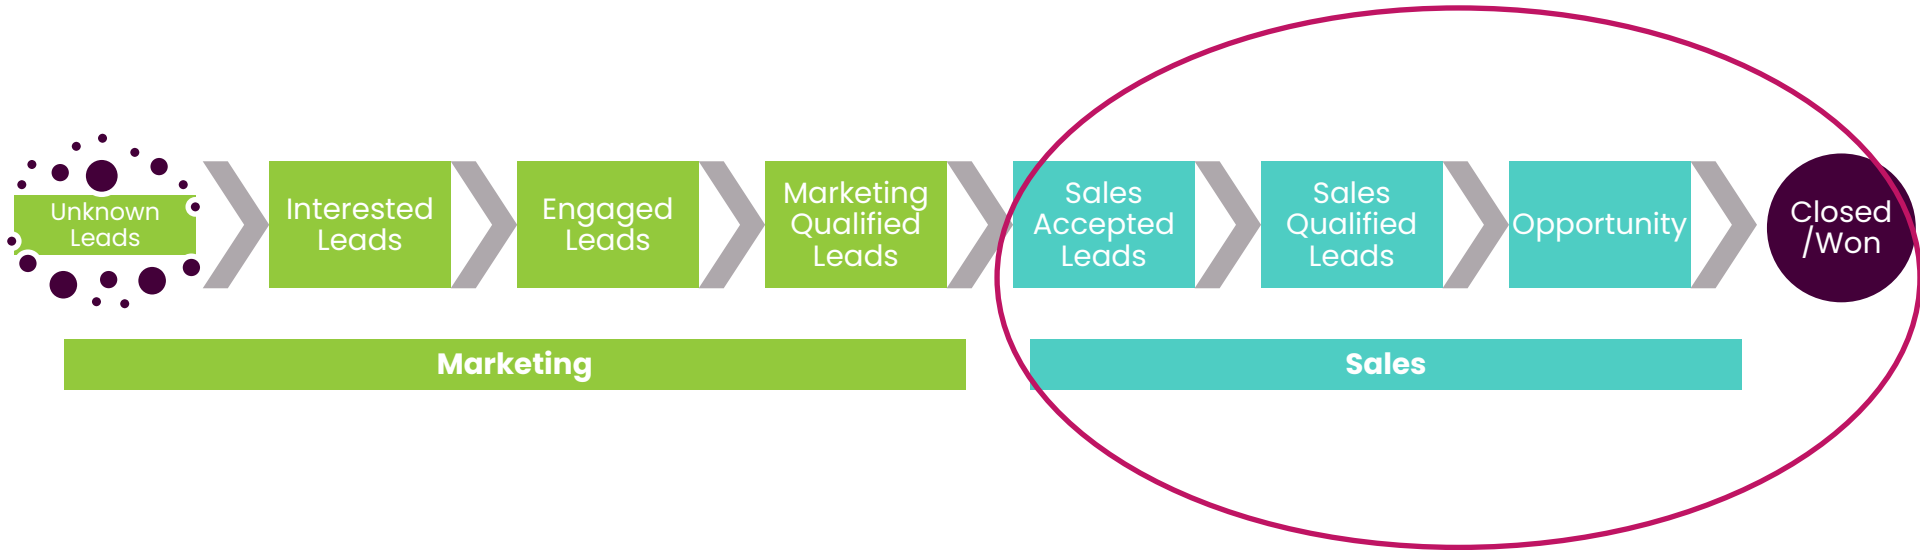 Unknown
Leads
Interested
Leads
Engaged
Leads
Marketing
Qualified
Leads
Sales
Accepted
Leads
Sales
Qualified
Leads
Opportunity
Closed
/Won
Marketing
Sales